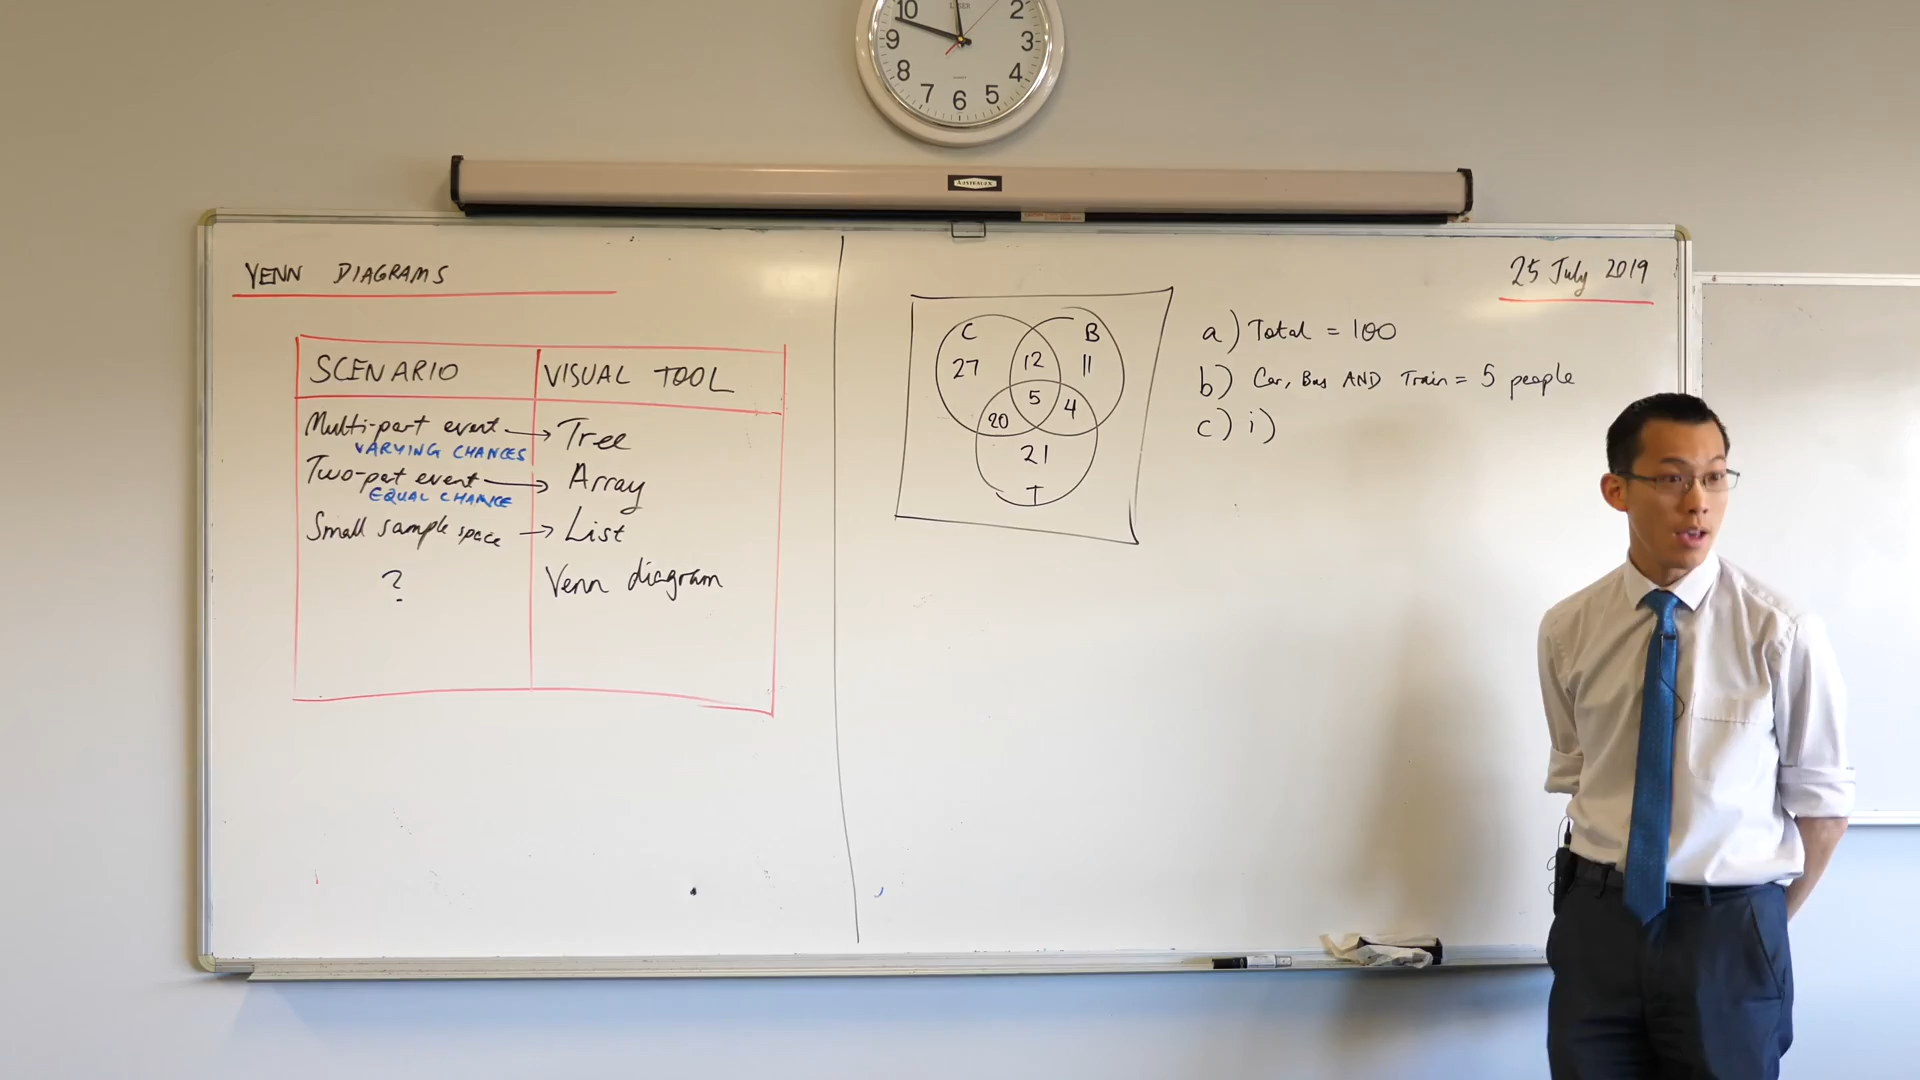 10
2
9
3
8
4
7
5
6
QUARTZ
AUSTRALEX
VENN DIAGRAMS
25 July 2019
SCENARIO
VISUAL TOOL
Multi-part event → Tree
VARYING CHANCES
Two-part event → Array
EQUAL CHANCE
Small sample space → List
? Venn diagram
C
B
27
12
11
5
20
4
21
T
a) Total = 100
b) Car, Bus AND Train = 5 people
c) i)